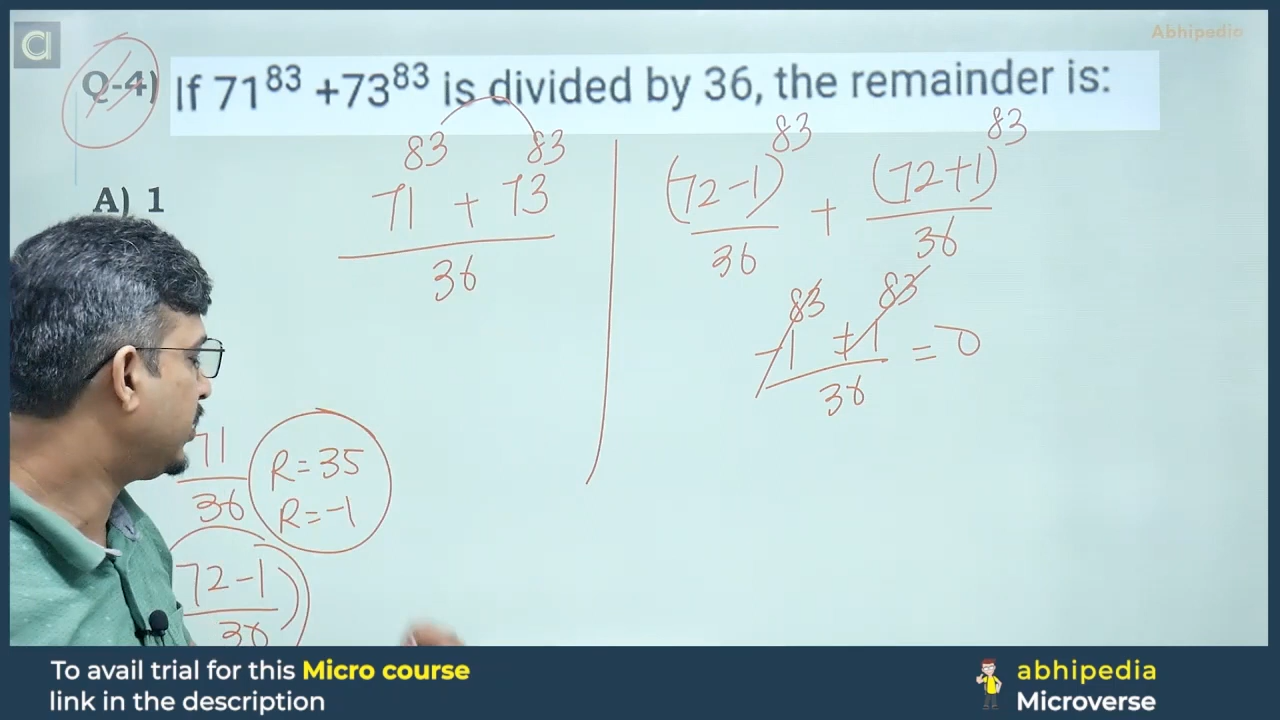 a
Abhipedia
Q-4) If 71^83 +73^83 is divided by 36, the remainder is:
A) 1
71^83 + 73^83
36
(72-1)^83 + (72+1)^83
36 36
-1^83 +1^83 = 0
36
71
36
R=35
R=-1
72-1)
36
To avail trial for this Micro course
link in the description
abhipedia
Microverse